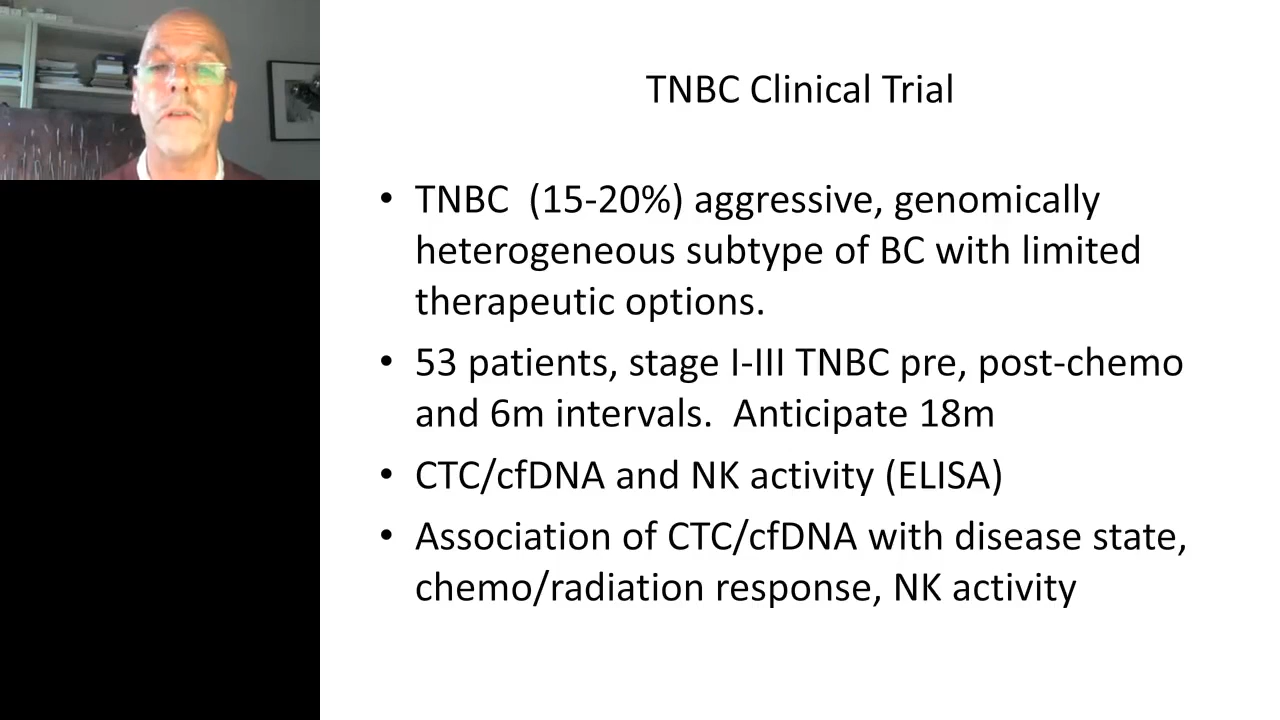 TNBC Clinical Trial
• TNBC  (15-20%) aggressive, genomically
heterogeneous subtype of BC with limited
therapeutic options.
• 53 patients, stage I-III TNBC pre, post-chemo
and 6m intervals.  Anticipate 18m
• CTC/cfDNA and NK activity (ELISA)
• Association of CTC/cfDNA with disease state,
chemo/radiation response, NK activity